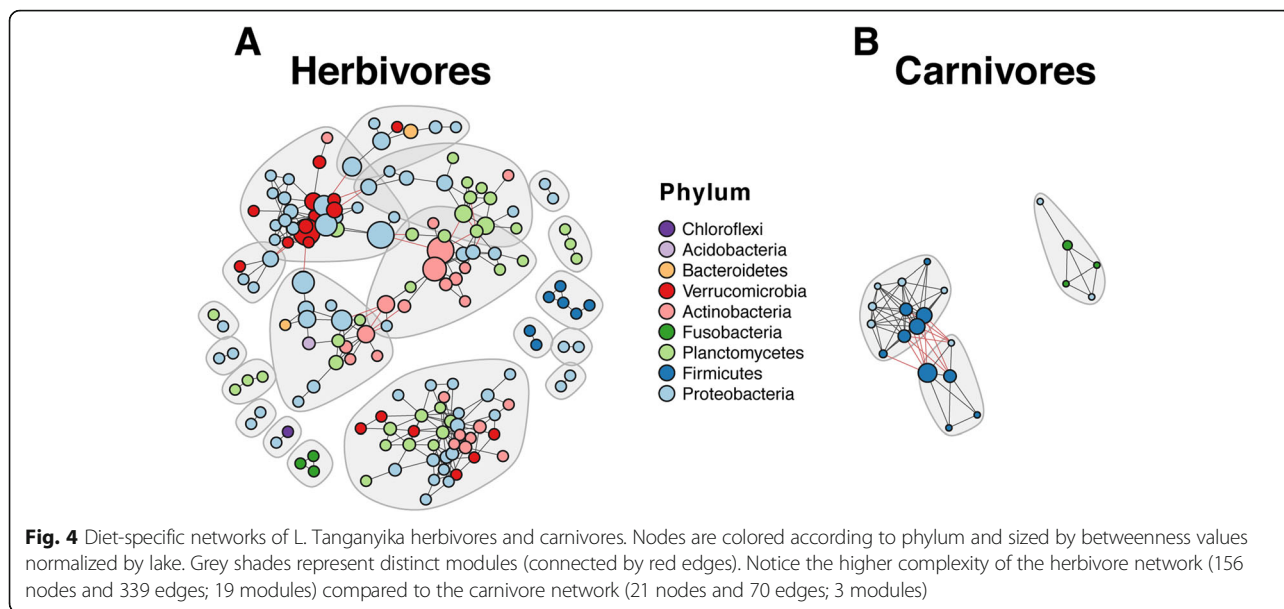 A
Herbivores
B
Carnivores
Phylum
Chloroflexi
Acidobacteria
Bacteroidetes
Verrucomicrobia
Actinobacteria
Fusobacteria
Planctomycetes
Firmicutes
Proteobacteria
Fig. 4 Diet-specific networks of L. Tanganyika herbivores and carnivores. Nodes are colored according to phylum and sized by betweenness values
normalized by lake. Grey shades represent distinct modules (connected by red edges). Notice the higher complexity of the herbivore network (156
nodes and 339 edges; 19 modules) compared to the carnivore network (21 nodes and 70 edges; 3 modules)